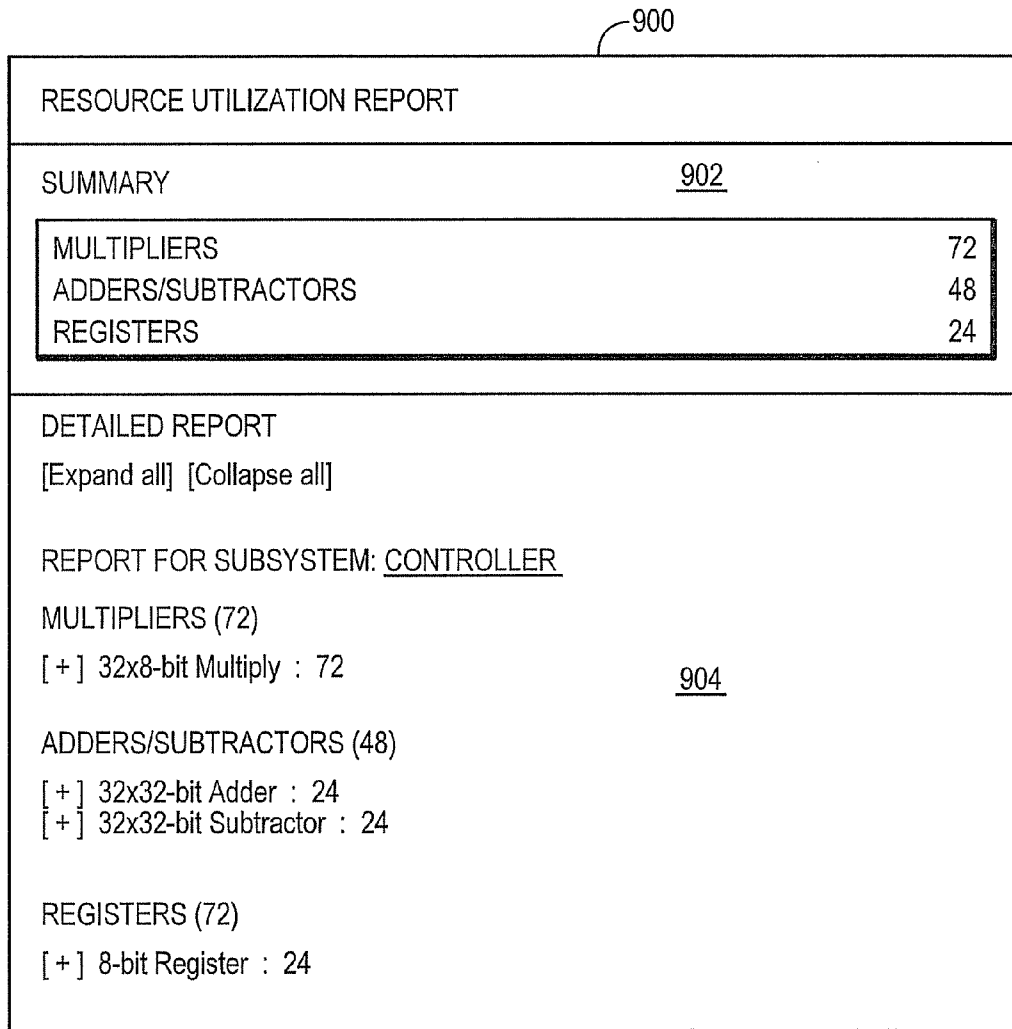 900
RESOURCE UTILIZATION REPORT
SUMMARY 902
MULTIPLIERS 72
ADDERS/SUBTRACTORS 48
REGISTERS 24
DETAILED REPORT
[Expand all] [Collapse all]
REPORT FOR SUBSYSTEM: CONTROLLER
MULTIPLIERS (72)
[ + ] 32x8-bit Multiply : 72
904
ADDERS/SUBTRACTORS (48)
[ + ] 32x32-bit Adder : 24
[ + ] 32x32-bit Subtractor : 24
REGISTERS (72)
[ + ] 8-bit Register : 24